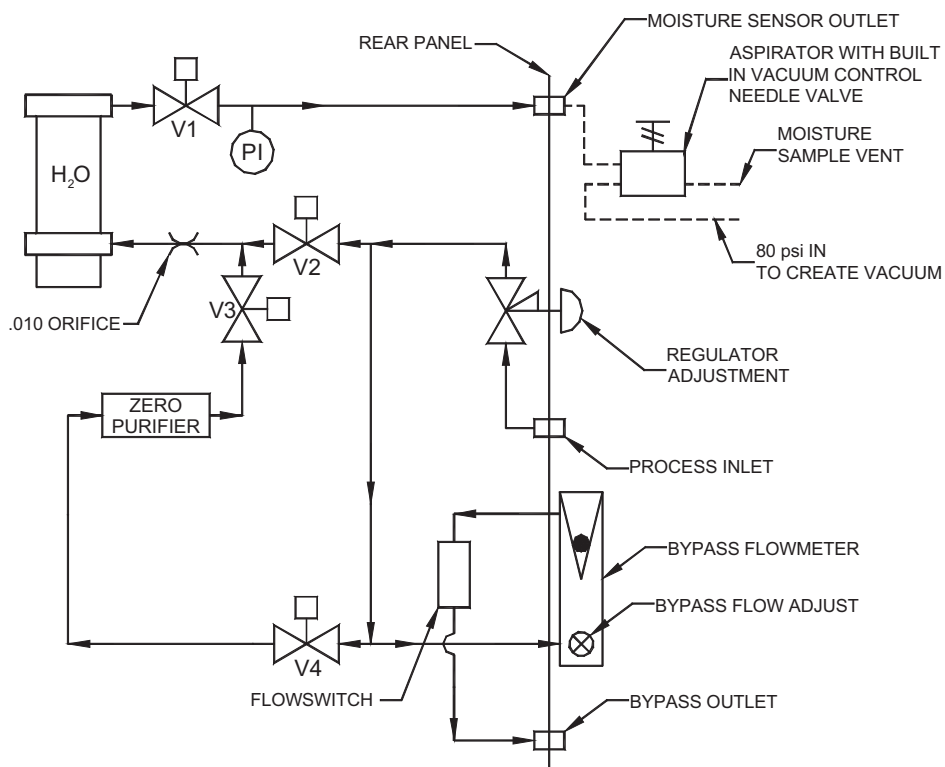 MOISTURE SENSOR OUTLET
REAR PANEL
ASPIRATOR WITH BUILT
IN VACUUM CONTROL
NEEDLE VALVE
V1
PI
MOISTURE
SAMPLE VENT
H₂O
V2
80 psi IN
TO CREATE VACUUM
V3
.010 ORIFICE
REGULATOR
ADJUSTMENT
ZERO
PURIFIER
PROCESS INLET
BYPASS FLOWMETER
BYPASS FLOW ADJUST
V4
FLOWSWITCH
BYPASS OUTLET